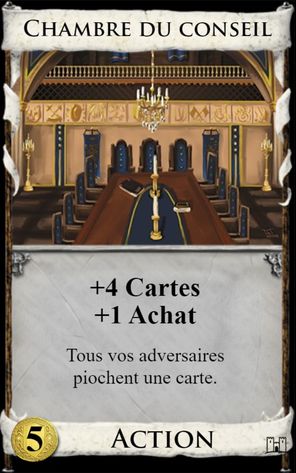 Chambre du conseil
+4 Cartes
+1 Achat
Tous vos adversaires
piochent une carte.
5
Action